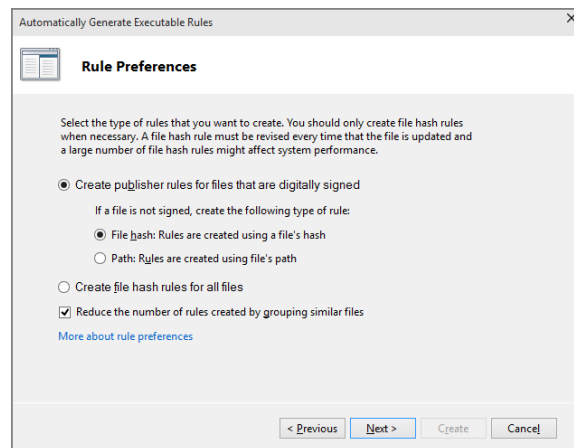 Automatically Generate Executable Rules
Rule Preferences
Select the type of rules that you want to create. You should only create file hash rules
when necessary. A file hash rule must be revised every time that the file is updated and
a large number of file hash rules might affect system performance.
Create publisher rules for files that are digitally signed
If a file is not signed, create the following type of rule:
File hash: Rules are created using a file's hash
Path: Rules are created using file's path
Create file hash rules for all files
Reduce the number of rules created by grouping similar files
More about rule preferences
< Previous
Next >
Create
Cancel